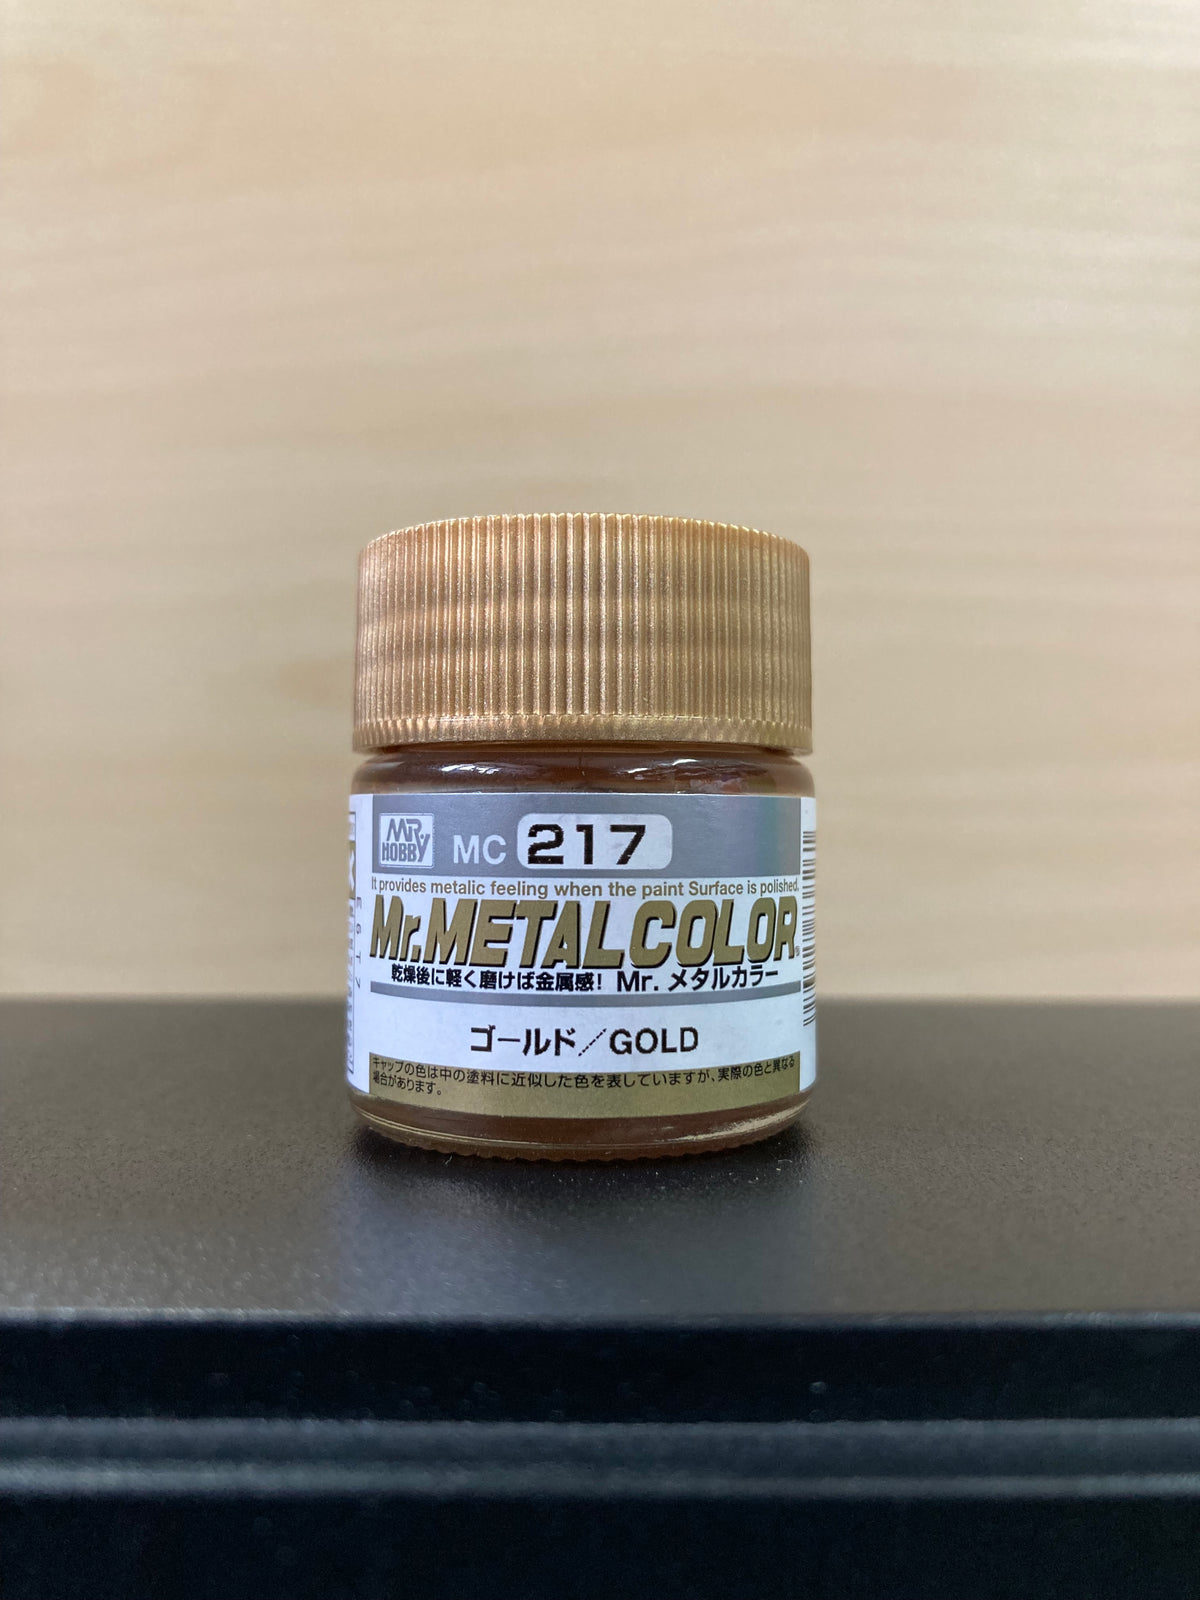 MR.
HOBBY
MC 217
It provides metalic feeling when the paint Surface is polished.
Mr.METALCOLOR
乾燥後に軽く磨けば金属感! Mr. メタルカラー
ゴールド/GOLD
キャップの色は中の塗料に近似した色を表していますが、実際の色と異なる
場合があります。
E6T7